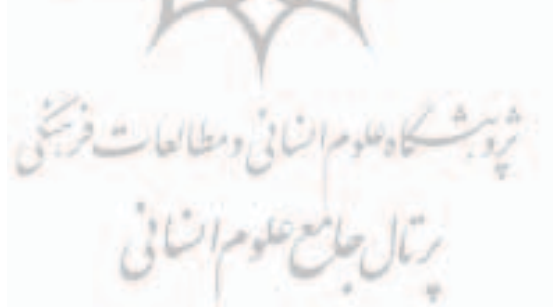 پژوهشگاه علوم انسانی و مطالعات فرهنگی
پرتال جامع علوم انسانی